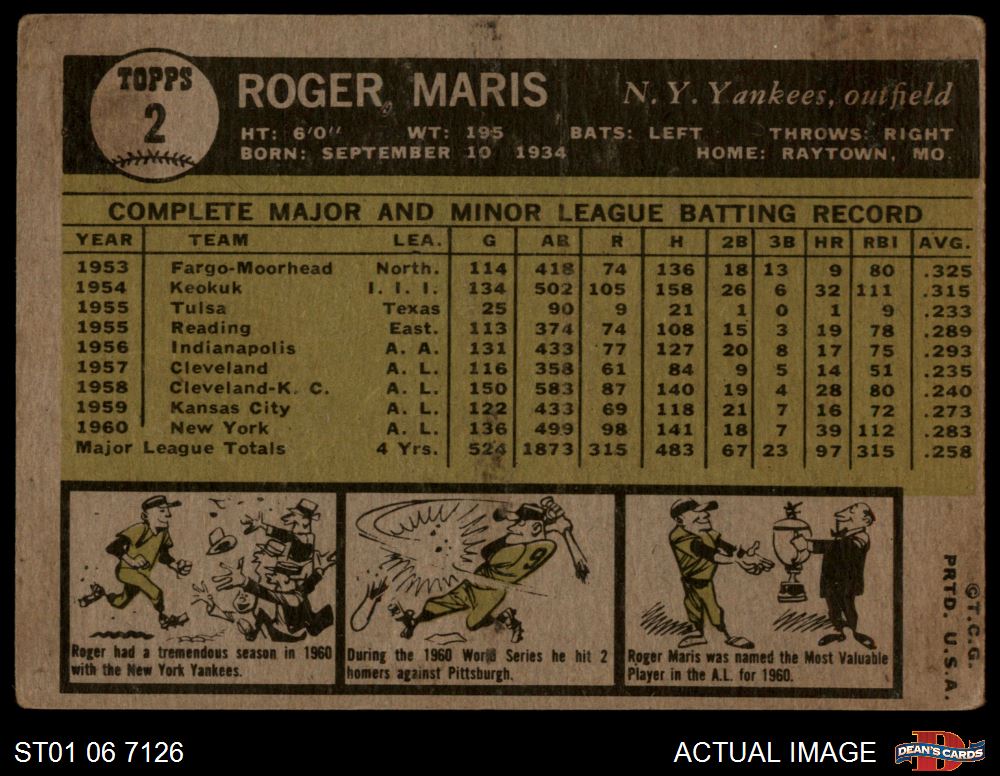 TOPPS
2
ROGER MARIS
N. Y. Yankees, outfield
HT: 6'0" WT: 195 BATS: LEFT THROWS: RIGHT
BORN: SEPTEMBER 10 1934 HOME: RAYTOWN, MO.
COMPLETE MAJOR AND MINOR LEAGUE BATTING RECORD
YEAR TEAM LEA. G AB R H 2B 3B HR RBI AVG.
1953 Fargo-Moorhead North. 114 418 74 136 18 13 9 80 .325
1954 Keokuk I. I. I. 134 502 105 158 26 6 32 111 .315
1955 Tulsa Texas 25 90 9 21 1 0 1 9 .233
1955 Reading East. 113 374 74 108 15 3 19 78 .289
1956 Indianapolis A. A. 131 433 77 127 20 8 17 75 .293
1957 Cleveland A. L. 116 358 61 84 9 5 14 51 .235
1958 Cleveland-K. C. A. L. 150 583 87 140 19 4 28 80 .240
1959 Kansas City A. L. 122 433 69 118 21 7 16 72 .273
1960 New York A. L. 136 499 98 141 18 7 39 112 .283
Major League Totals 4 Yrs. 524 1873 315 483 67 23 97 315 .258
9
Roger had a tremendous season in 1960
with the New York Yankees.
During the 1960 World Series he hit 2
homers against Pittsburgh.
Roger Maris was named the Most Valuable
Player in the A.L. for 1960.
©T.C.G.
PRTD. U.S.A.
ST01 06 7126
ACTUAL IMAGE
D
DEAN'S CARDS